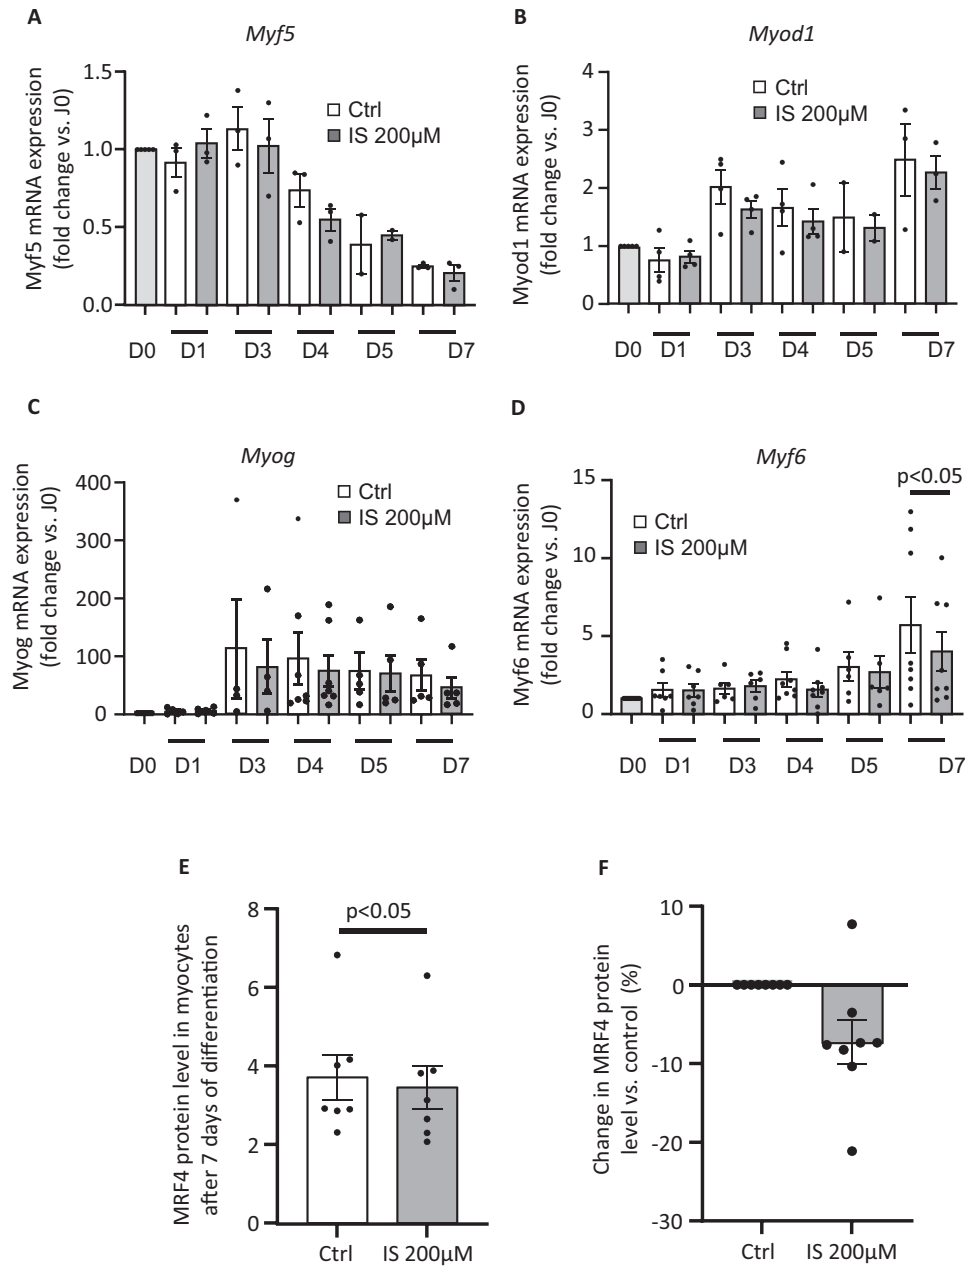 A
Myf5
Myf5 mRNA expression
(fold change vs. J0)
1.5
1.0
0.5
0.0
Ctrl
IS 200µM
D0 D1 D3 D4 D5 D7
B
Myod1
Myod1 mRNA expression
(fold change vs. J0)
4
3
2
1
0
Ctrl
IS 200µM
D0 D1 D3 D4 D5 D7
C
Myog
Myog mRNA expression
(fold change vs. J0)
400
300
200
100
0
Ctrl
IS 200µM
D0 D1 D3 D4 D5 D7
D
Myf6
Myf6 mRNA expression
(fold change vs. J0)
15
10
5
0
p<0.05
Ctrl
IS 200µM
D0 D1 D3 D4 D5 D7
E
MRF4 protein level in myocytes
after 7 days of differentiation
8
6
4
2
0
p<0.05
Ctrl IS 200µM
F
Change in MRF4 protein
level vs. control (%)
10
0
-10
-20
-30
Ctrl IS 200µM